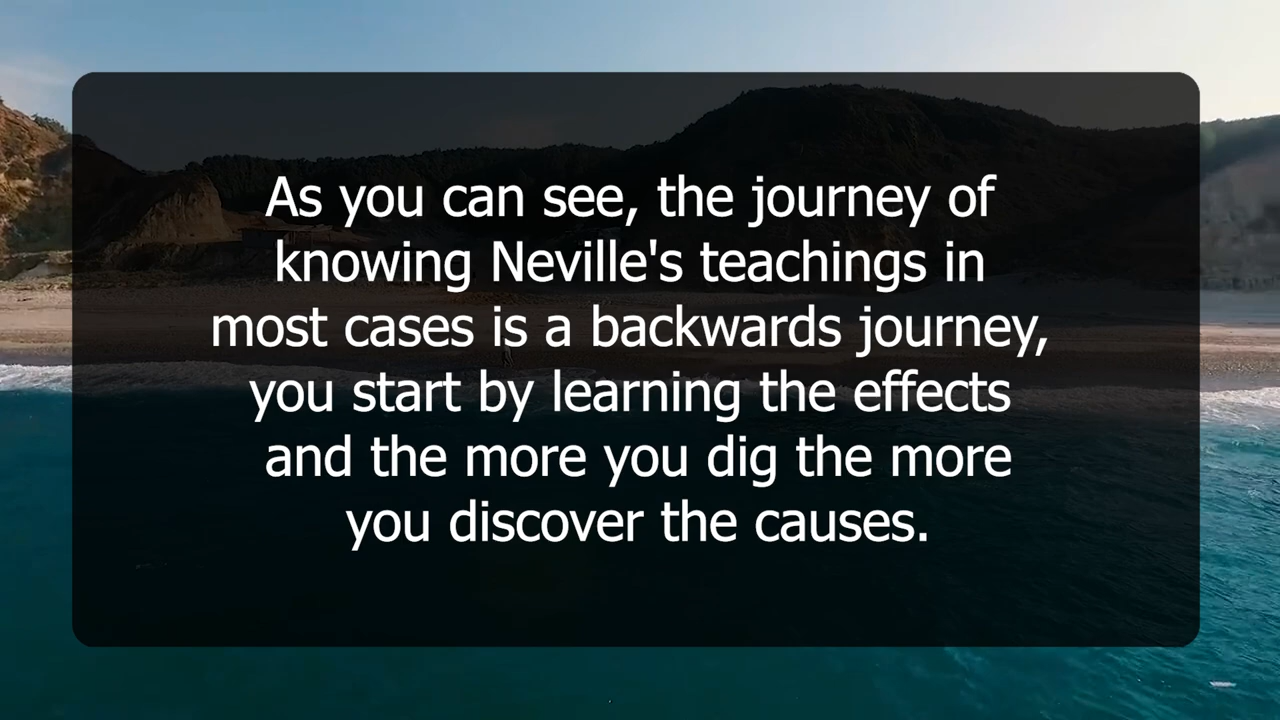 As you can see, the journey of
knowing Neville's teachings in
most cases is a backwards journey,
you start by learning the effects
and the more you dig the more
you discover the causes.